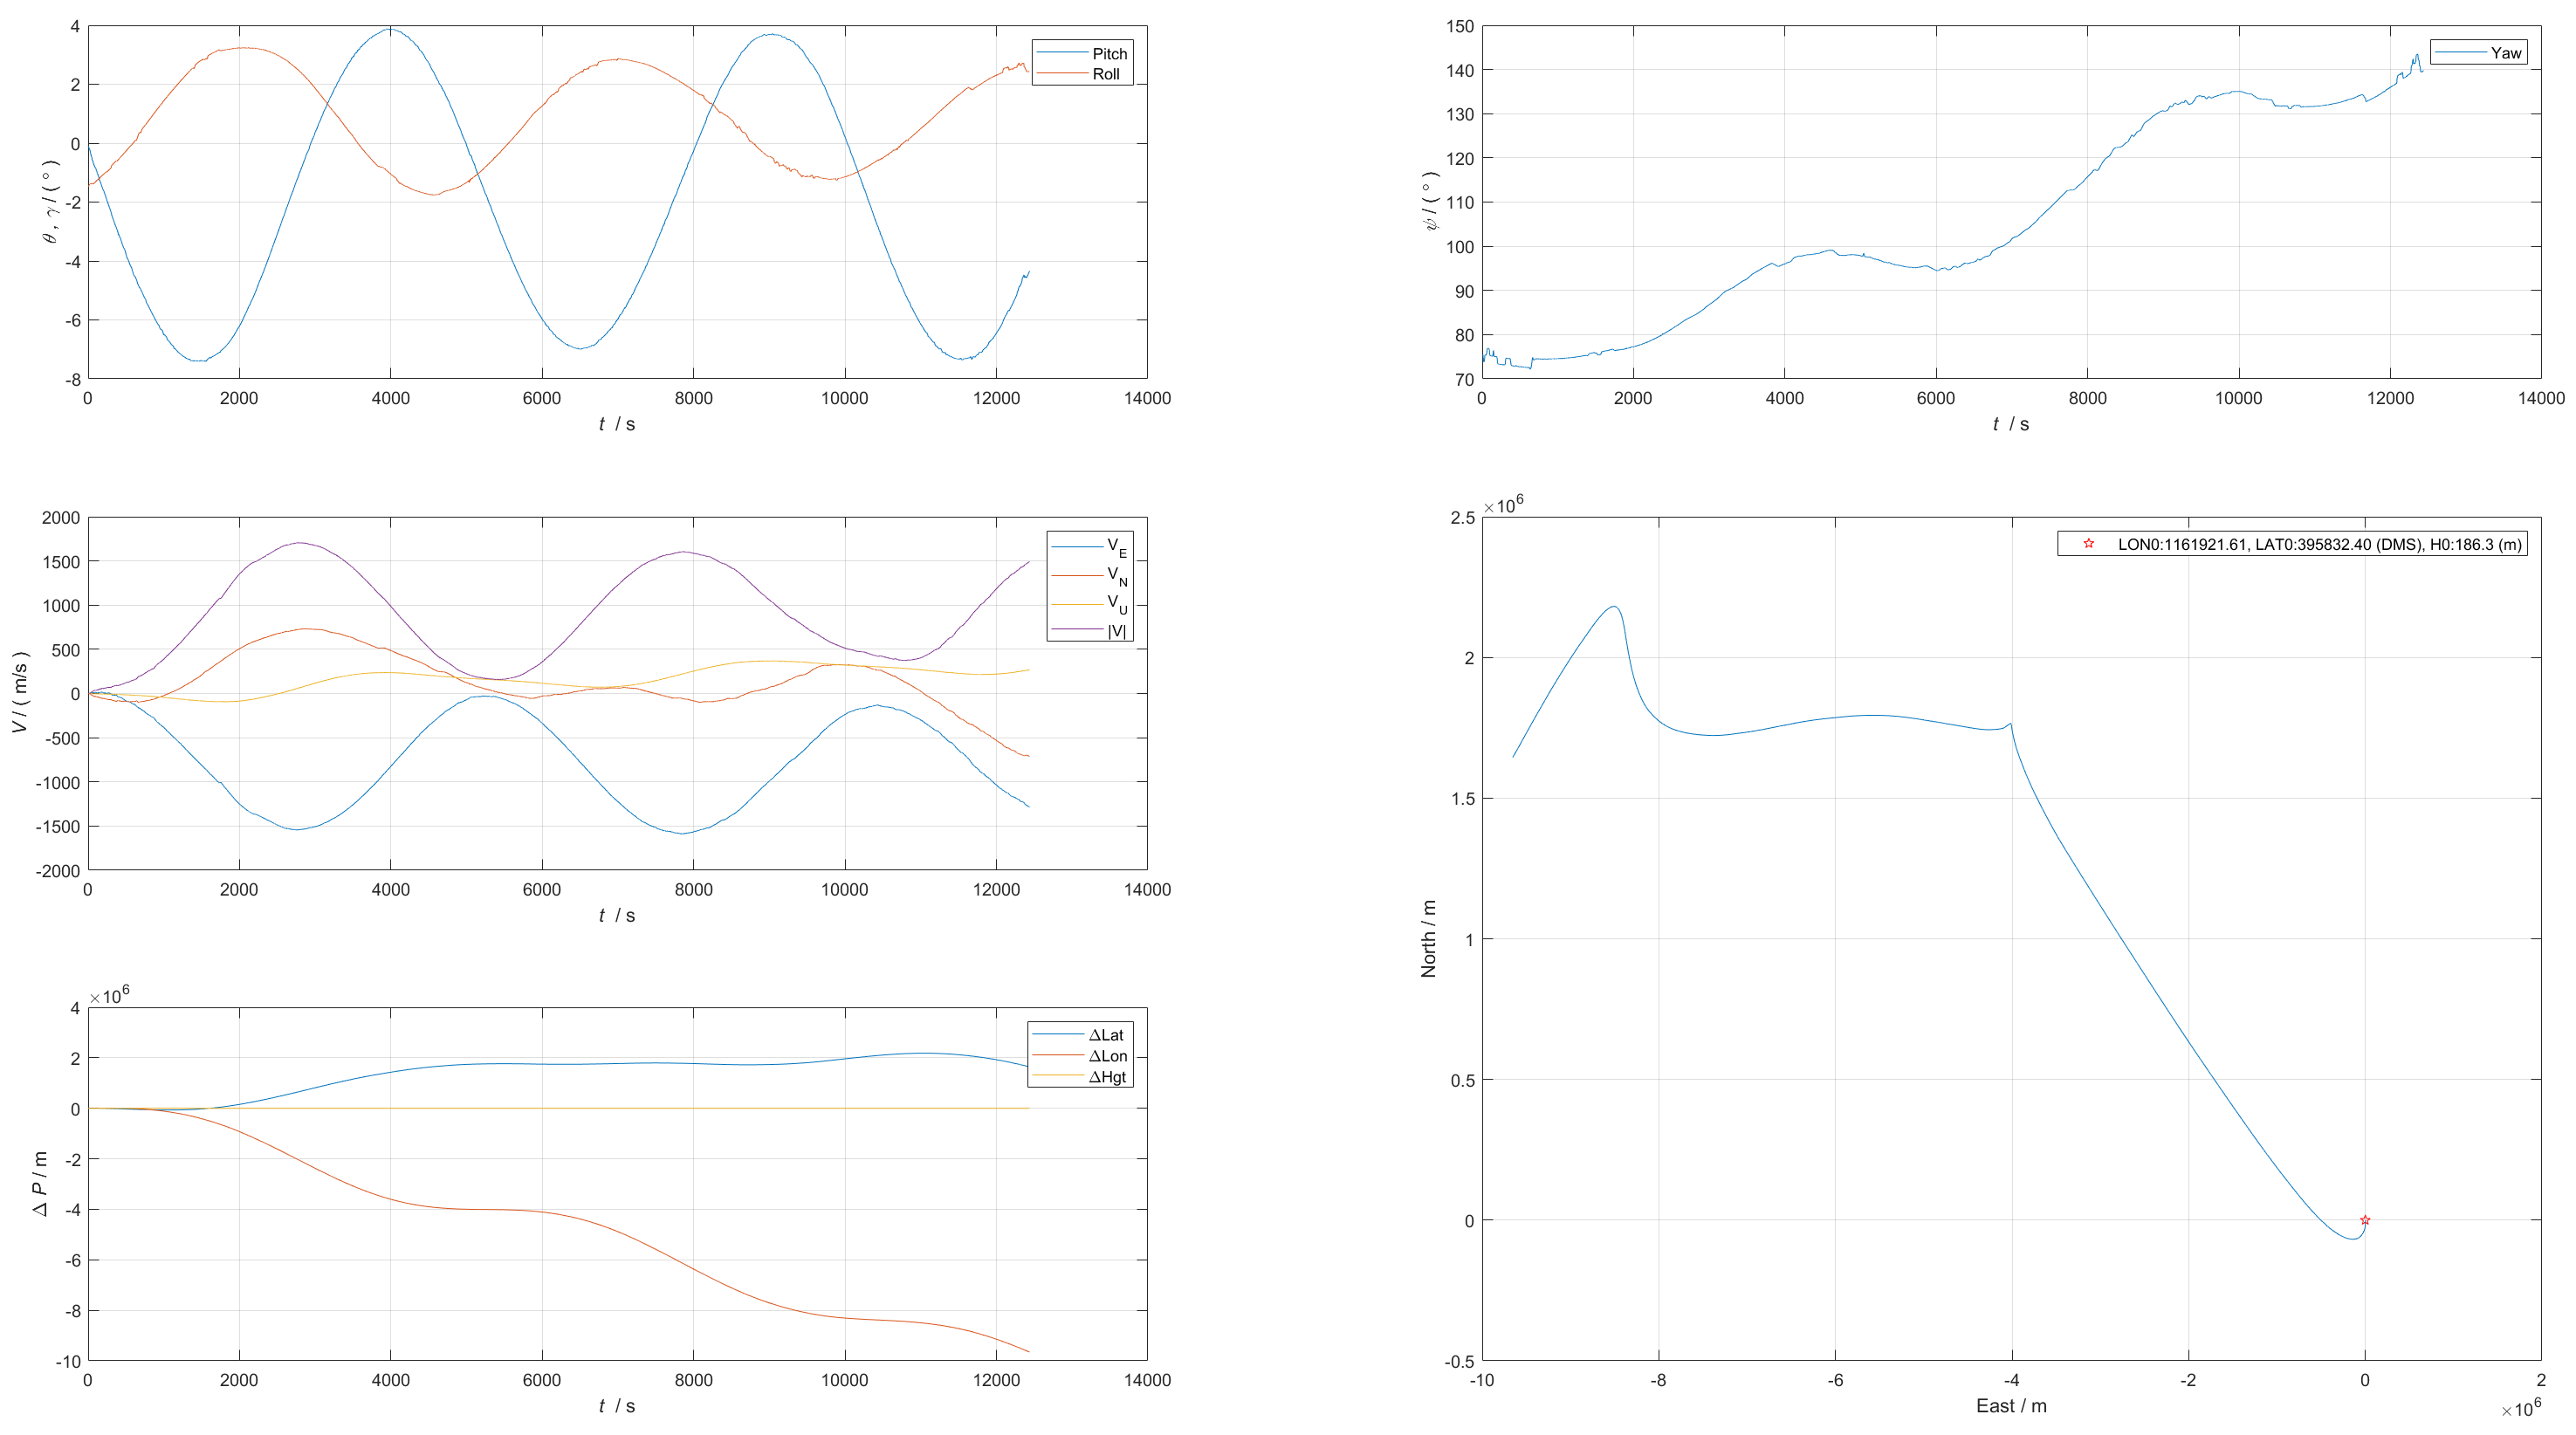 4
2
0
-2
-4
-6
-8
θ , γ / ( ° )
Pitch
Roll
0 2000 4000 6000 8000 10000 12000 14000
t / s
150
140
130
120
110
100
90
80
70
ψ / ( ° )
Yaw
0 2000 4000 6000 8000 10000 12000 14000
t / s
2000
1500
1000
500
0
-500
-1000
-1500
-2000
V / ( m/s )
V_E
V_N
V_U
|V|
0 2000 4000 6000 8000 10000 12000 14000
t / s
×10^6
4
2
0
-2
-4
-6
-8
-10
Δ P / m
ΔLat
ΔLon
ΔHgt
0 2000 4000 6000 8000 10000 12000 14000
t / s
×10^6
2.5
2
1.5
1
0.5
0
-0.5
North / m
LON0:1161921.61, LAT0:395832.40 (DMS), H0:186.3 (m)
-10 -8 -6 -4 -2 0 2
East / m
×10^6